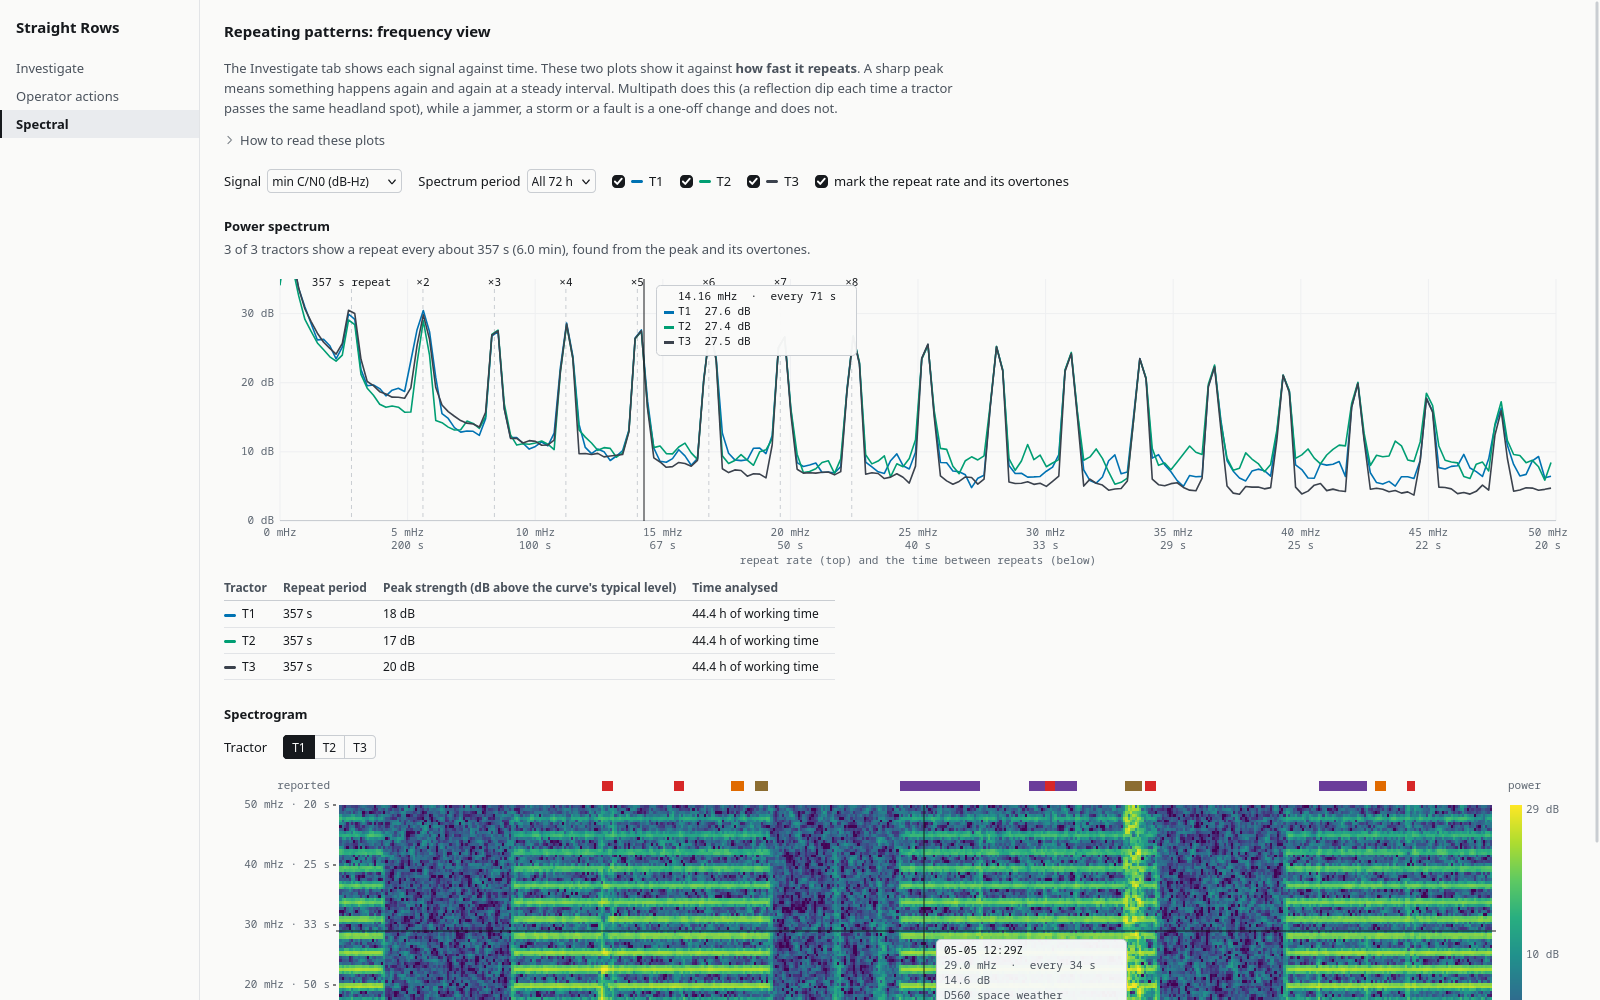 Straight Rows
Investigate
Operator actions
Spectral
Repeating patterns: frequency view
The Investigate tab shows each signal against time. These two plots show it against how fast it repeats. A sharp peak
means something happens again and again at a steady interval. Multipath does this (a reflection dip each time a tractor
passes the same headland spot), while a jammer, a storm or a fault is a one-off change and does not.
How to read these plots
Signal min C/N0 (dB-Hz) Spectrum period All 72 h T1 T2 T3 mark the repeat rate and its overtones
Power spectrum
3 of 3 tractors show a repeat every about 357 s (6.0 min), found from the peak and its overtones.
357 s repeat ×2 ×3 ×4 ×5 ×6 ×7 ×8
14.16 mHz · every 71 s
T1 27.6 dB
T2 27.4 dB
T3 27.5 dB
30 dB
20 dB
10 dB
0 dB
0 mHz 5 mHz 10 mHz 15 mHz 20 mHz 25 mHz 30 mHz 35 mHz 40 mHz 45 mHz 50 mHz
200 s 100 s 67 s 50 s 40 s 33 s 29 s 25 s 22 s 20 s
repeat rate (top) and the time between repeats (below)
Tractor Repeat period Peak strength (dB above the curve's typical level) Time analysed
T1 357 s 18 dB 44.4 h of working time
T2 357 s 17 dB 44.4 h of working time
T3 357 s 20 dB 44.4 h of working time
Spectrogram
Tractor T1 T2 T3
reported power
50 mHz · 20 s
29 dB
40 mHz · 25 s
30 mHz · 33 s
05-05 12:29Z
29.0 mHz · every 34 s
10 dB
14.6 dB
20 mHz · 50 s
D560 space weather